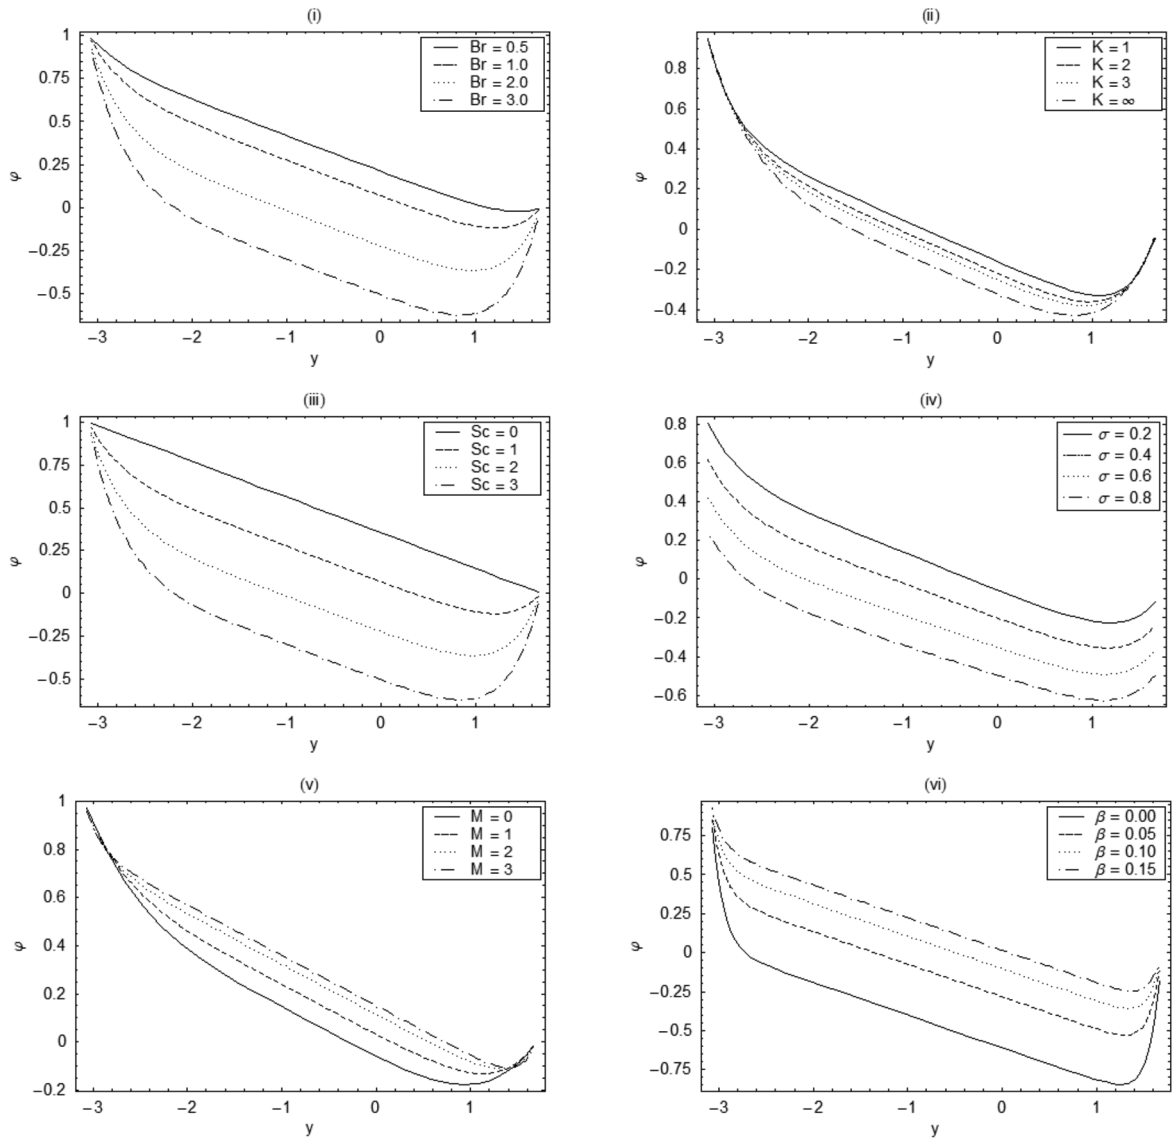 (i)
1
0.75
0.5
0.25
0
−0.25
−0.5
φ
Br = 0.5
Br = 1.0
Br = 2.0
Br = 3.0
−3 −2 −1 0 1
y
(ii)
0.8
0.6
0.4
0.2
0
−0.2
−0.4
φ
K = 1
K = 2
K = 3
K = ∞
−3 −2 −1 0 1
y
(iii)
1
0.75
0.5
0.25
0
−0.25
−0.5
φ
Sc = 0
Sc = 1
Sc = 2
Sc = 3
−3 −2 −1 0 1
y
(iv)
0.8
0.6
0.4
0.2
0
−0.2
−0.4
−0.6
φ
σ = 0.2
σ = 0.4
σ = 0.6
σ = 0.8
−3 −2 −1 0 1
y
(v)
1
0.8
0.6
0.4
0.2
0
−0.2
φ
M = 0
M = 1
M = 2
M = 3
−3 −2 −1 0 1
y
(vi)
0.75
0.5
0.25
0
−0.25
−0.5
−0.75
φ
β = 0.00
β = 0.05
β = 0.10
β = 0.15
−3 −2 −1 0 1
y